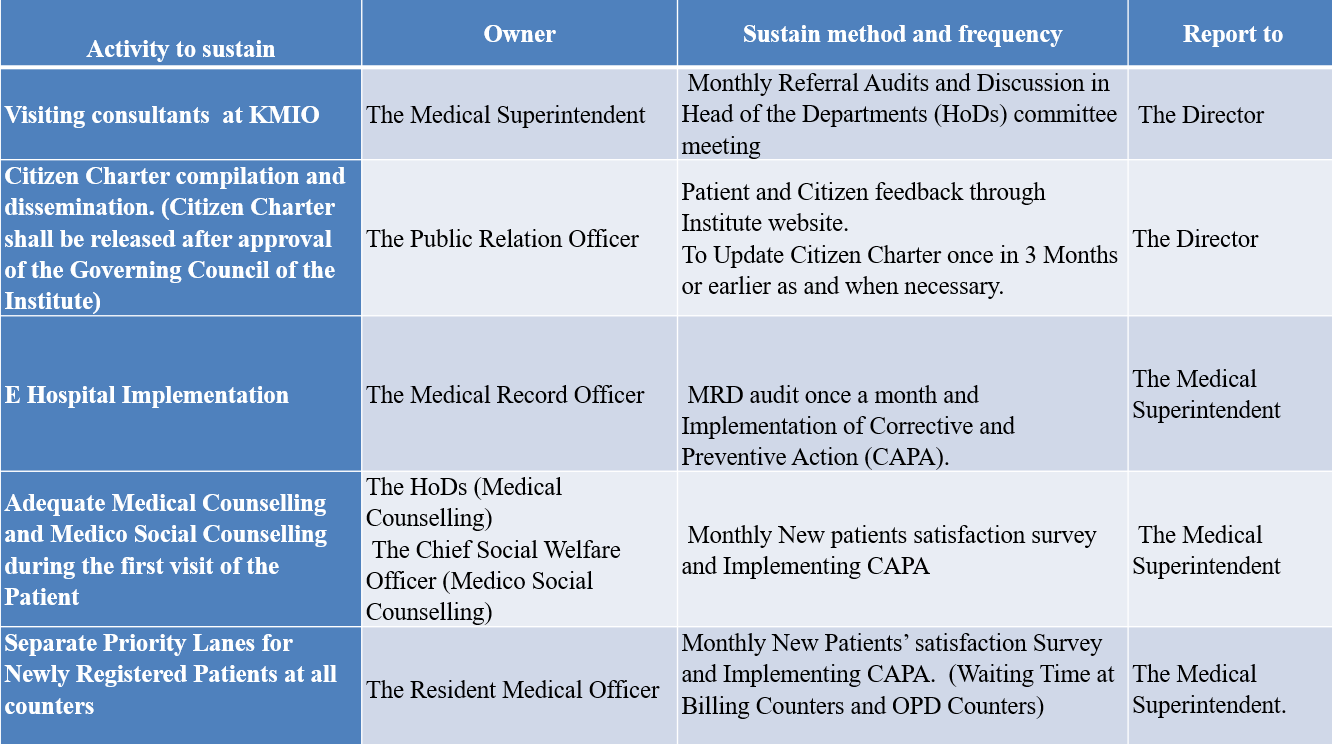 Activity to sustain
Owner
Sustain method and frequency
Report to
Visiting consultants  at KMIO
The Medical Superintendent
Monthly Referral Audits and Discussion in
Head of the Departments (HoDs) committee
meeting
The Director
Citizen Charter compilation and
dissemination. (Citizen Charter
shall be released after approval
of the Governing Council of the
Institute)
The Public Relation Officer
Patient and Citizen feedback through
Institute website.
To Update Citizen Charter once in 3 Months
or earlier as and when necessary.
The Director
E Hospital Implementation
The Medical Record Officer
MRD audit once a month and
Implementation of Corrective and
Preventive Action (CAPA).
The Medical
Superintendent
Adequate Medical Counselling
and Medico Social Counselling
during the first visit of the
Patient
The HoDs (Medical
Counselling)
The Chief Social Welfare
Officer (Medico Social
Counselling)
Monthly New patients satisfaction survey
and Implementing CAPA
The Medical
Superintendent
Separate Priority Lanes for
Newly Registered Patients at all
counters
The Resident Medical Officer
Monthly New Patients’ satisfaction Survey
and Implementing CAPA.  (Waiting Time at
Billing Counters and OPD Counters)
The Medical
Superintendent.